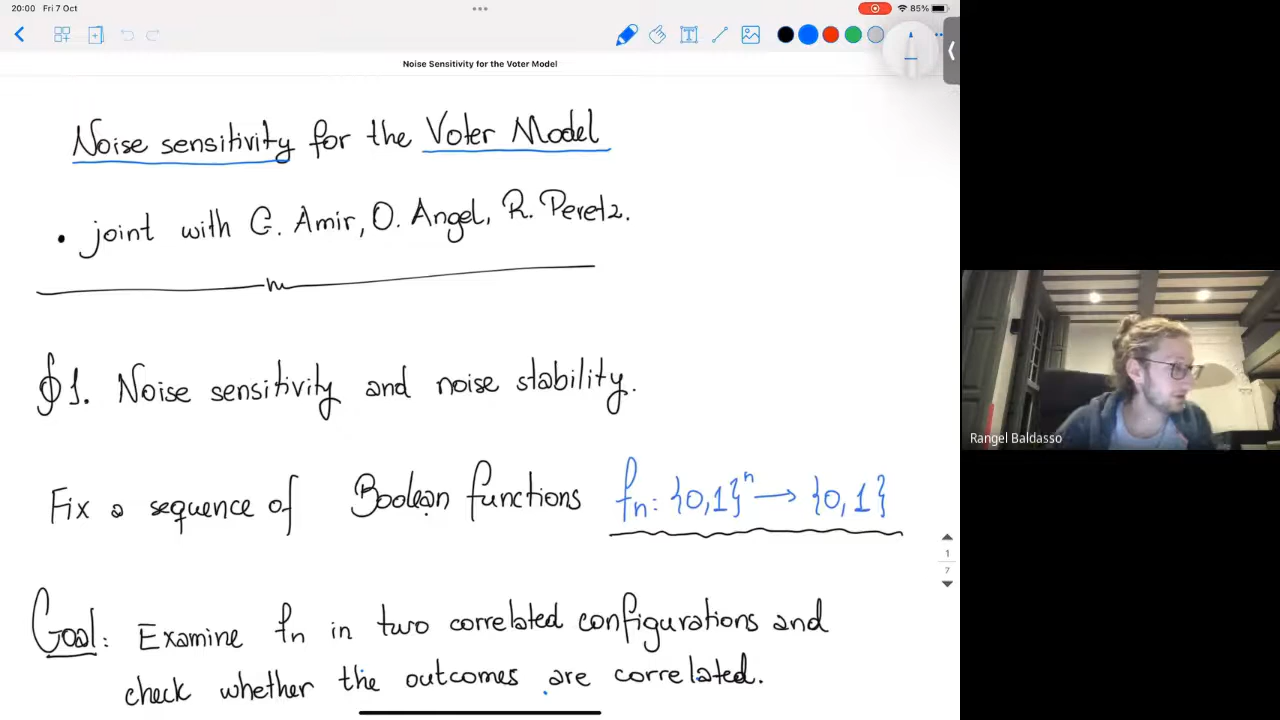 20:00 Fri 7 Oct
85%
Noise Sensitivity for the Voter Model
Noise sensitivity for the Voter Model
• joint with G. Amir, O. Angel, R. Peretz.
§1. Noise sensitivity and noise stability.
Fix a sequence of Boolean functions fₙ: {0,1}ⁿ → {0,1}
Goal: Examine fₙ in two correlated configurations and
check whether the outcomes are correlated.
1
7
Rangel Baldasso